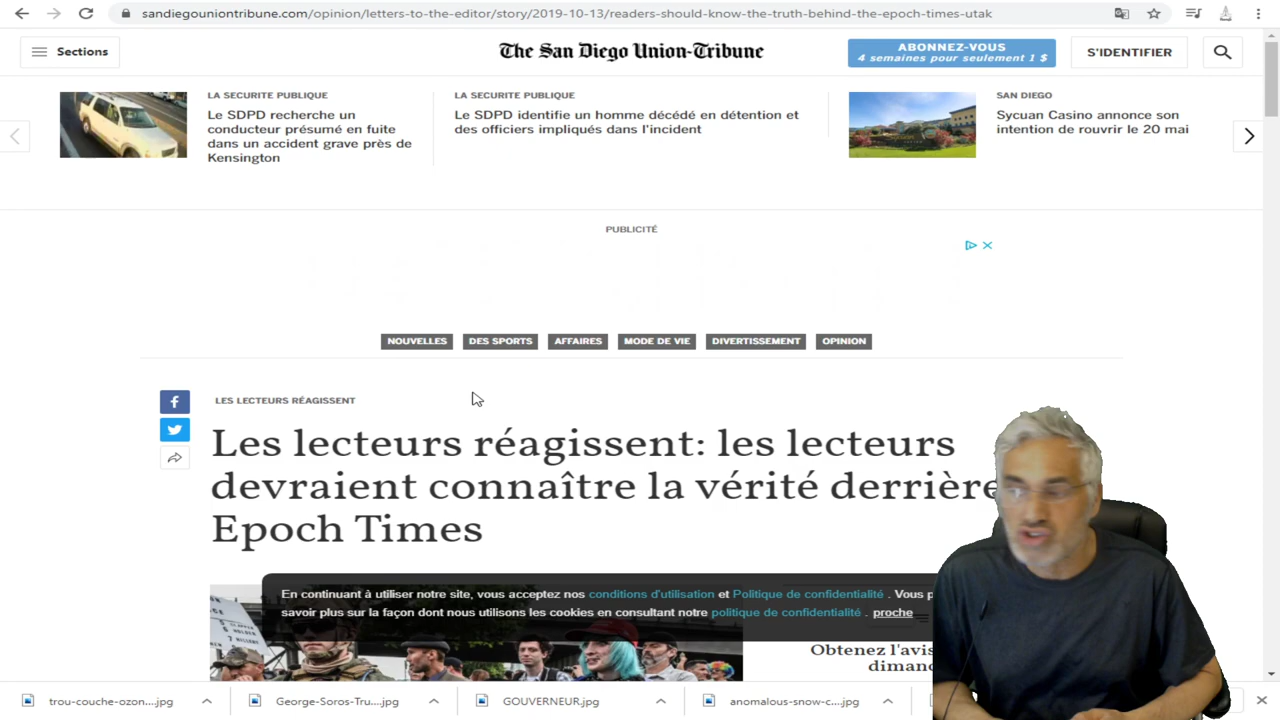 sandiegouniontribune.com/opinion/letters-to-the-editor/story/2019-10-13/readers-should-know-the-truth-behind-the-epoch-times-utak
Sections
The San Diego Union-Tribune
ABONNEZ-VOUS
4 semaines pour seulement 1 $
S'IDENTIFIER
LA SECURITE PUBLIQUE
Le SDPD recherche un
conducteur présumé en fuite
dans un accident grave près de
Kensington
LA SECURITE PUBLIQUE
Le SDPD identifie un homme décédé en détention et
des officiers impliqués dans l'incident
SAN DIEGO
Sycuan Casino annonce son
intention de rouvrir le 20 mai
PUBLICITÉ
NOUVELLES DES SPORTS AFFAIRES MODE DE VIE DIVERTISSEMENT OPINION
LES LECTEURS RÉAGISSENT
Les lecteurs réagissent: les lecteurs
devraient connaître la vérité derrière
Epoch Times
En continuant à utiliser notre site, vous acceptez nos conditions d'utilisation et Politique de confidentialité . Vous p
savoir plus sur la façon dont nous utilisons les cookies en consultant notre politique de confidentialité . proche
Obtenez l'avis
dimanc
trou-couche-ozon....jpg
George-Soros-Tru....jpg
GOUVERNEUR.jpg
anomalous-snow-c....jpg